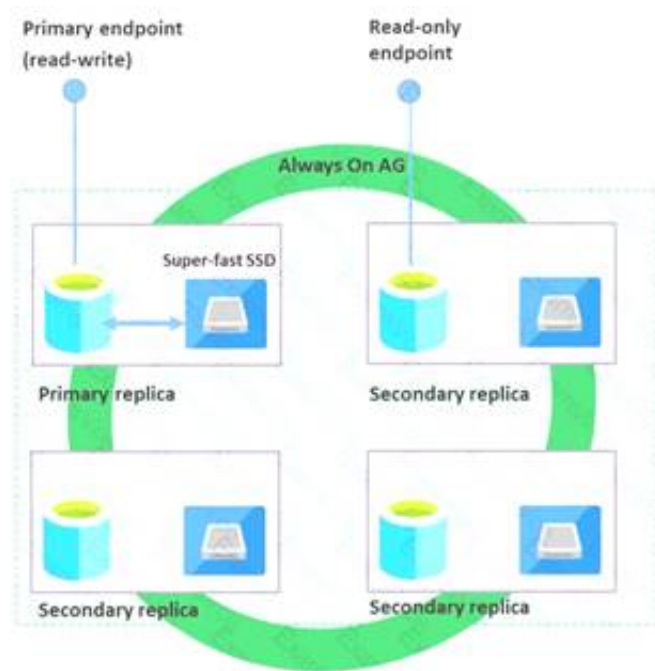 Primary endpoint
(read-write)
Read-only
endpoint
Always On AG
Super-fast SSD
Primary replica
Secondary replica
Secondary replica
Secondary replica